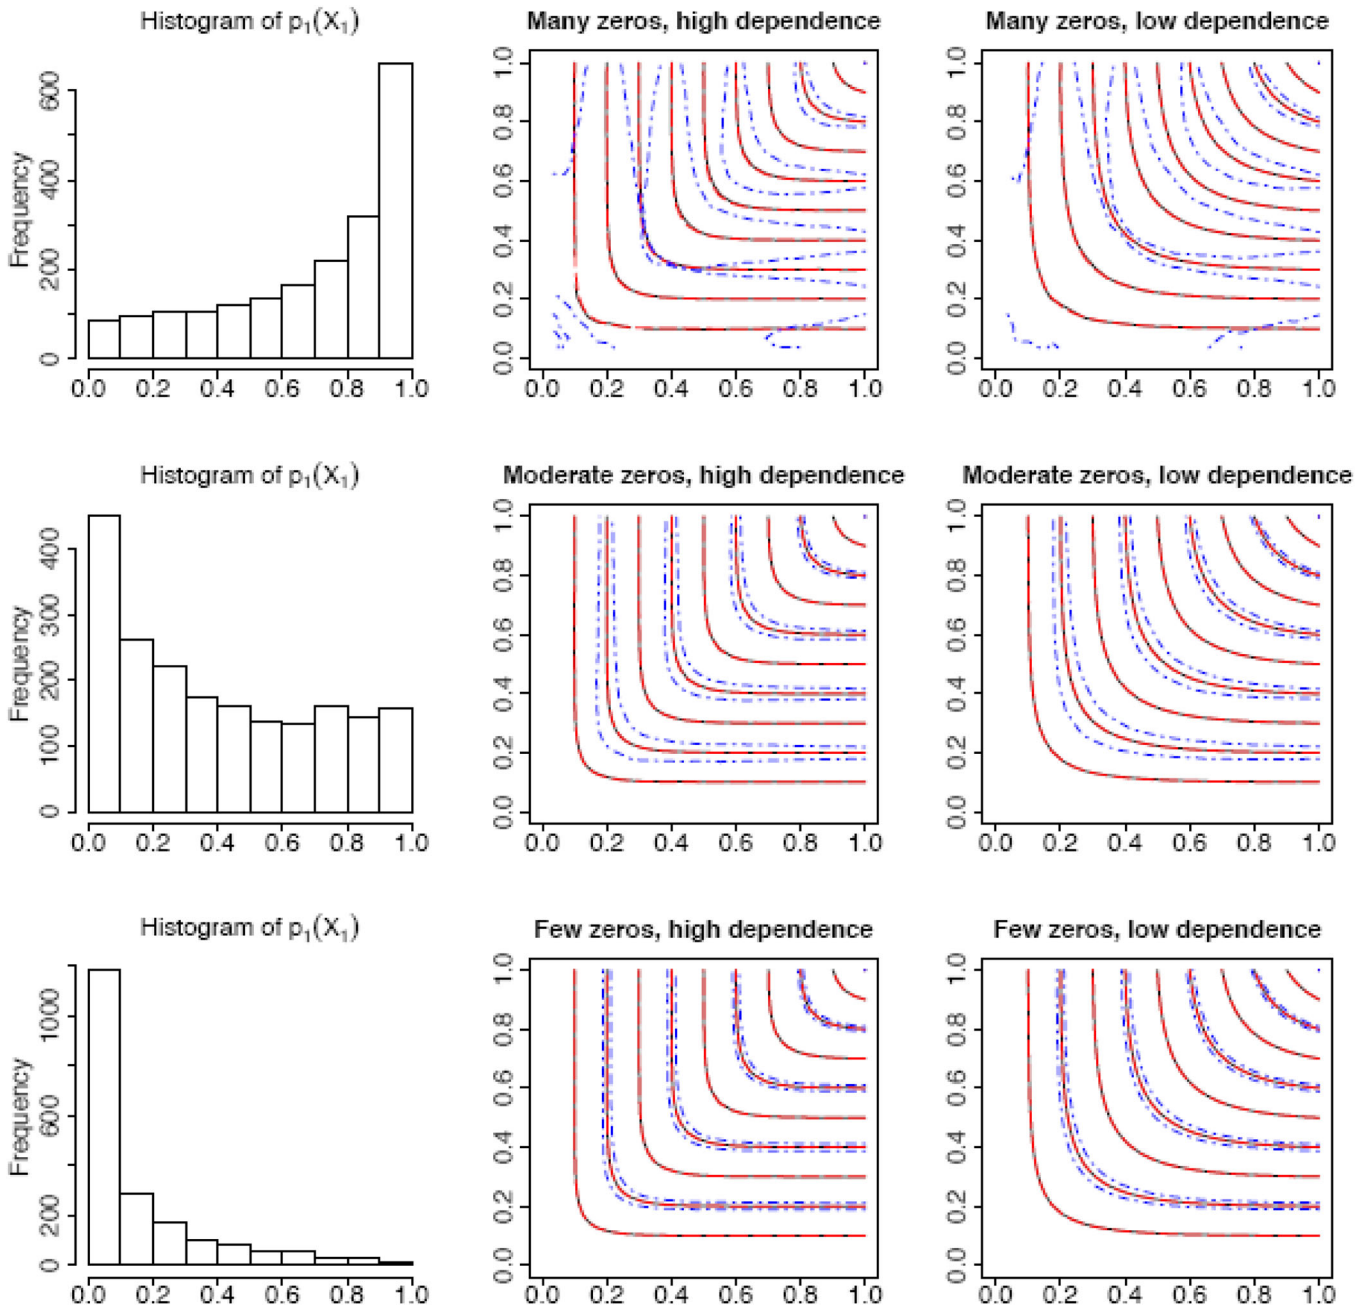 Histogram of p1(X1)
Many zeros, high dependence
Many zeros, low dependence
Frequency
0 200 400 600
0.0 0.2 0.4 0.6 0.8 1.0
0.0 0.2 0.4 0.6 0.8 1.0
0.0 0.2 0.4 0.6 0.8 1.0
0.0 0.2 0.4 0.6 0.8 1.0
0.0 0.2 0.4 0.6 0.8 1.0
Histogram of p1(X1)
Moderate zeros, high dependence
Moderate zeros, low dependence
Frequency
0 100 200 300 400
0.0 0.2 0.4 0.6 0.8 1.0
0.0 0.2 0.4 0.6 0.8 1.0
0.0 0.2 0.4 0.6 0.8 1.0
0.0 0.2 0.4 0.6 0.8 1.0
0.0 0.2 0.4 0.6 0.8 1.0
Histogram of p1(X1)
Few zeros, high dependence
Few zeros, low dependence
Frequency
0 200 600 1000
0.0 0.2 0.4 0.6 0.8 1.0
0.0 0.2 0.4 0.6 0.8 1.0
0.0 0.2 0.4 0.6 0.8 1.0
0.0 0.2 0.4 0.6 0.8 1.0
0.0 0.2 0.4 0.6 0.8 1.0